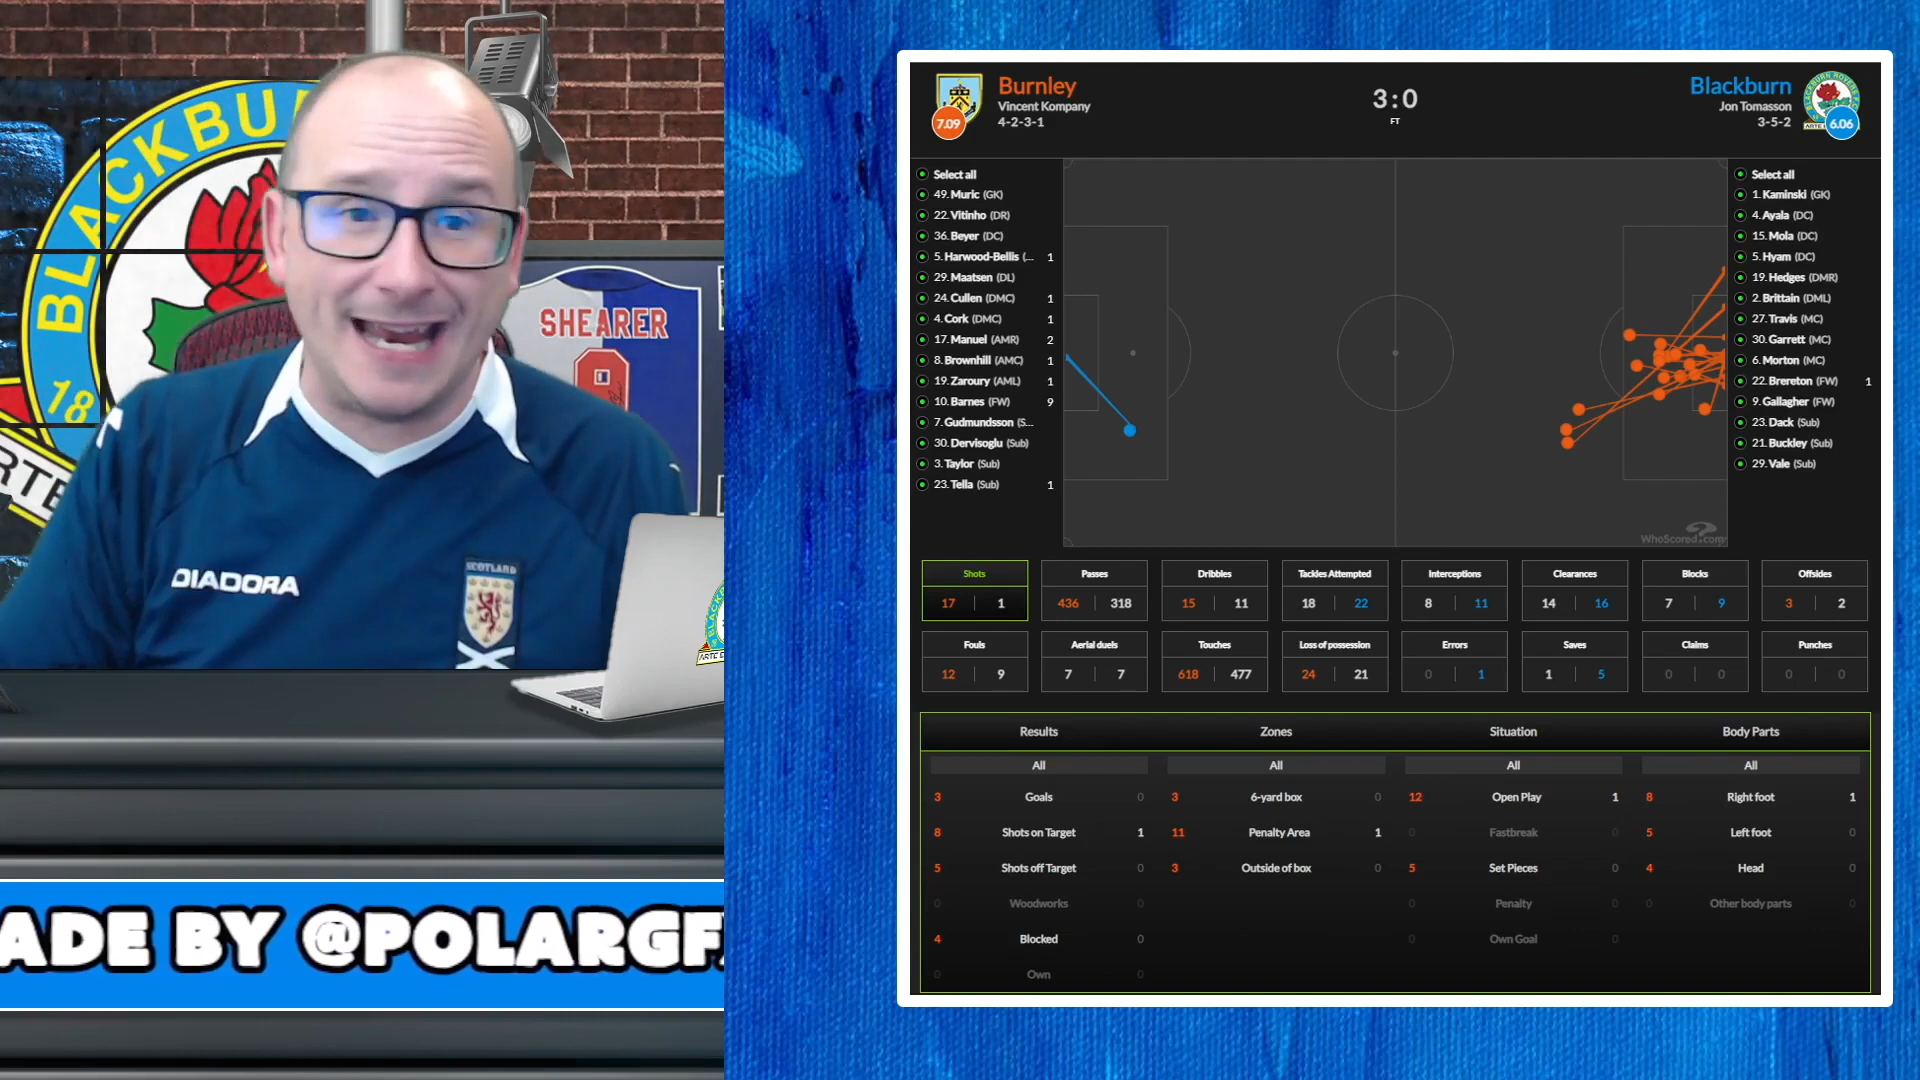 BLACKBU
18
ARTE
SHEARER
9
DIADORA
SCOTLAND
ADE BY @POLARGF
Burnley
Vincent Kompany
4-2-3-1
7.09
3 : 0
FT
Blackburn
Jon Tomasson
3-5-2
6.06
Select all
49. Muric (GK)
22. Vitinho (DR)
36. Beyer (DC)
5. Harwood-Bellis (... 1
29. Maatsen (DL)
24. Cullen (DMC) 1
4. Cork (DMC) 1
17. Manuel (AMR) 2
8. Brownhill (AMC) 1
19. Zaroury (AML) 1
10. Barnes (FW) 9
7. Gudmundsson (S...
30. Dervisoglu (Sub)
3. Taylor (Sub)
23. Tella (Sub) 1
Select all
1. Kaminski (GK)
4. Ayala (DC)
15. Mola (DC)
5. Hyam (DC)
19. Hedges (DMR)
2. Brittain (DML)
27. Travis (MC)
30. Garrett (MC)
6. Morton (MC)
22. Brereton (FW) 1
9. Gallagher (FW)
23. Dack (Sub)
21. Buckley (Sub)
29. Vale (Sub)
WhoScored.com
Shots Passes Dribbles Tackles Attempted Interceptions Clearances Blocks Offsides
17 1 436 318 15 11 18 22 8 11 14 16 7 9 3 2
Fouls Aerial duels Touches Loss of possession Errors Saves Claims Punches
12 9 7 7 618 477 24 21 0 1 1 5 0 0 0 0
Results Zones Situation Body Parts
All All All All
3 Goals 0 3 6-yard box 0 12 Open Play 1 8 Right foot 1
8 Shots on Target 1 11 Penalty Area 1 0 Fastbreak 0 5 Left foot 0
5 Shots off Target 0 3 Outside of box 0 5 Set Pieces 0 4 Head 0
0 Woodworks 0 0 Penalty 0 0 Other body parts 0
4 Blocked 0 0 Own Goal 0
0 Own 0